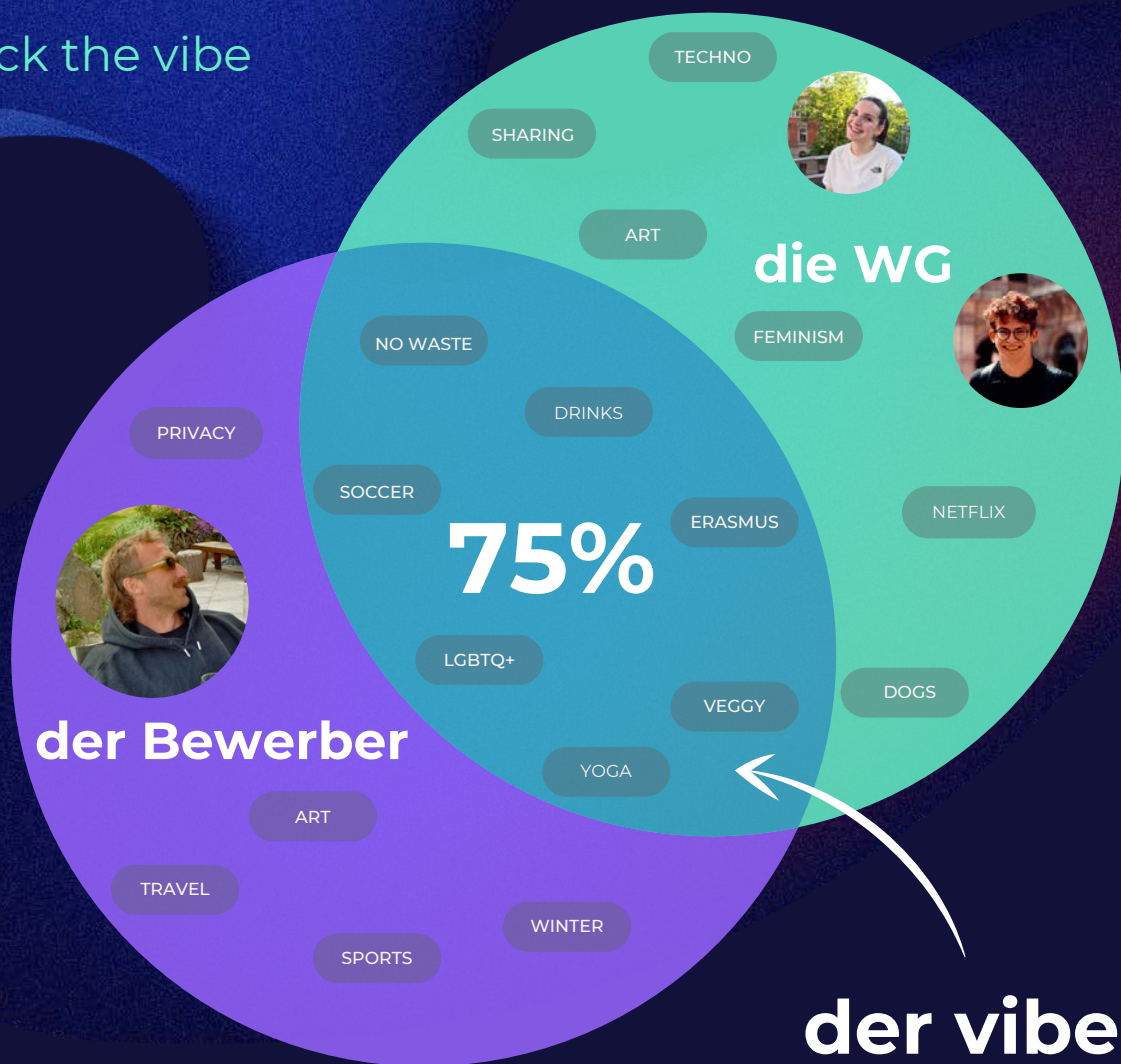 ck the vibe
TECHNO
SHARING
ART
die WG
FEMINISM
NO WASTE
DRINKS
PRIVACY
SOCCER
ERASMUS
NETFLIX
75%
LGBTQ+
VEGGY
DOGS
der Bewerber
YOGA
ART
TRAVEL
WINTER
SPORTS
der vibe